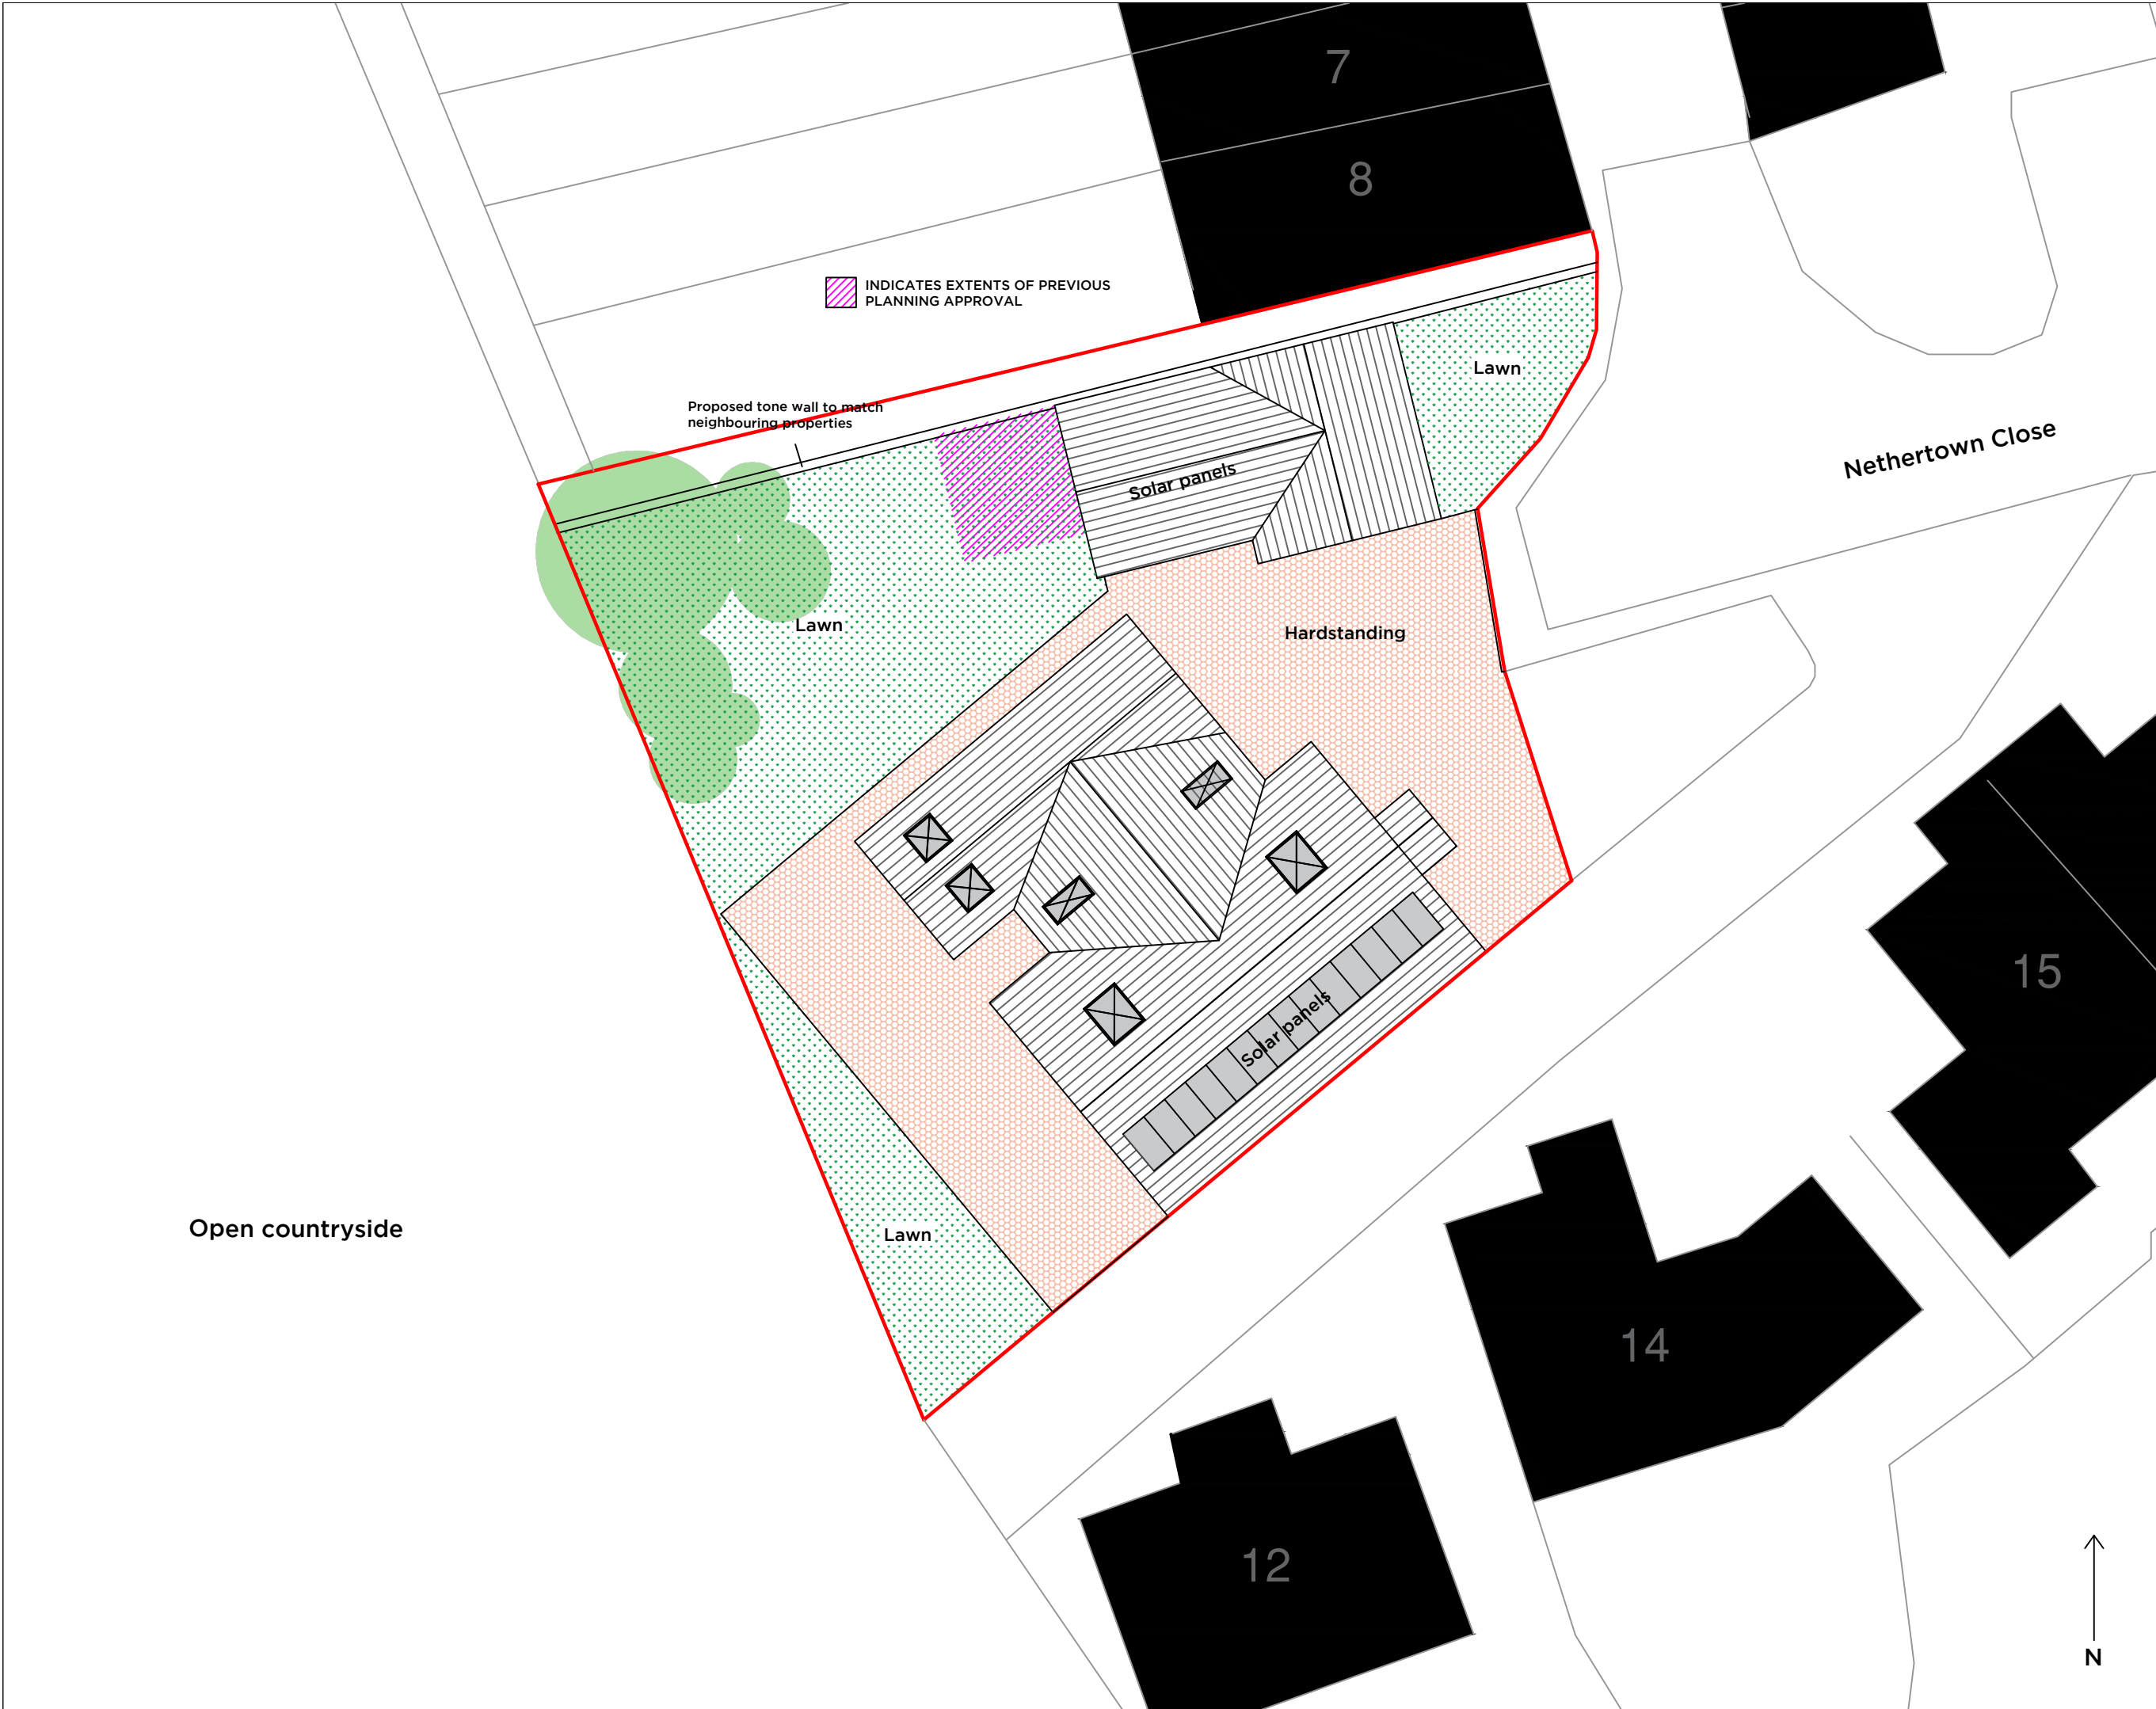 7
8
INDICATES EXTENTS OF PREVIOUS
PLANNING APPROVAL
Lawn
Proposed tone wall to match
neighbouring properties
Nethertown Close
Solar panels
Lawn
Hardstanding
15
Solar panels
Open countryside
Lawn
14
12
N